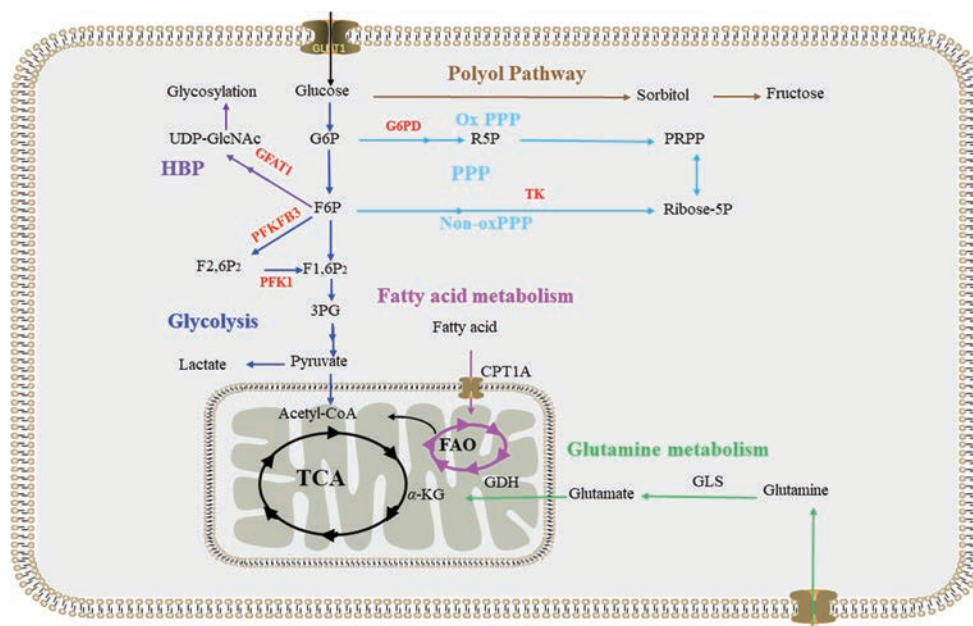 GLUT1
Polyol Pathway
Glycosylation
Glucose
Sorbitol
Fructose
Ox PPP
G6PD
UDP-GlcNAc
G6P
R5P
PRPP
HBP
GFAT1
PPP
TK
F6P
Ribose-5P
PFKFB3
Non-oxPPP
F2,6P2
F1,6P2
PFK1
Fatty acid metabolism
3PG
Glycolysis
Fatty acid
Lactate
Pyruvate
CPT1A
Acetyl-CoA
FAO
Glutamine metabolism
TCA
GDH
GLS
α-KG
Glutamate
Glutamine